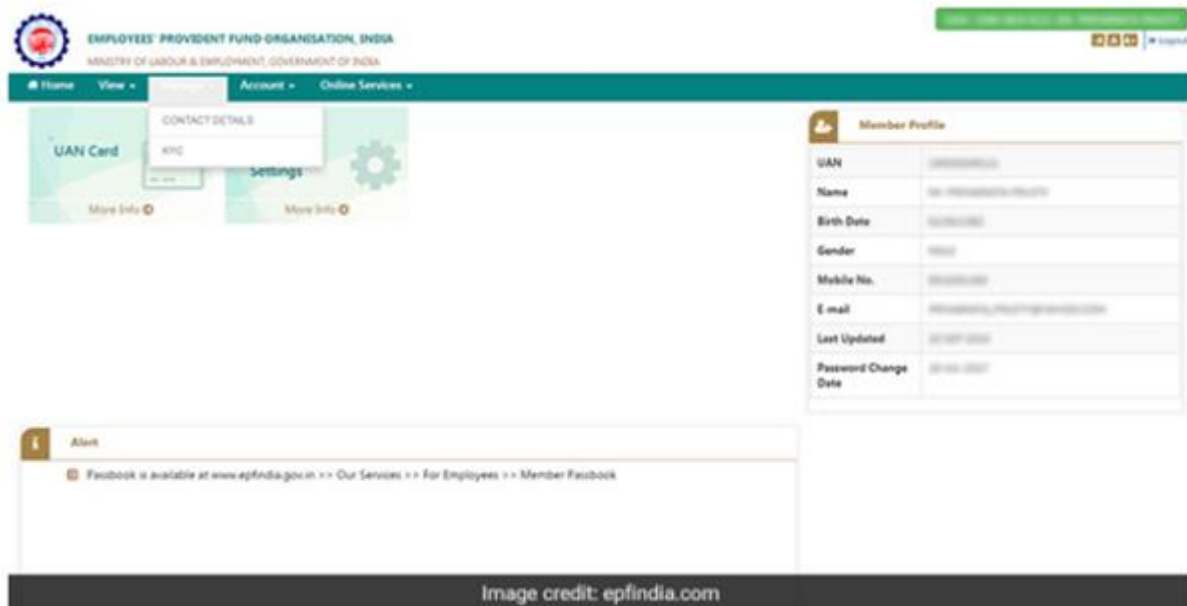 EMPLOYEES' PROVIDENT FUND ORGANISATION, INDIA
MINISTRY OF LABOUR & EMPLOYMENT, GOVERNMENT OF INDIA
Logout
Home View Account Online Services
CONTACT DETAILS
KYC
UAN Card
Settings
More Info
More Info
Member Profile
UAN
Name
Birth Date
Gender
Mobile No.
E mail
Last Updated
Password Change
Date
Alert
Passbook is available at www.epfindia.gov.in >> Our Services >> For Employees >> Member Passbook
Image credit: epfindia.com